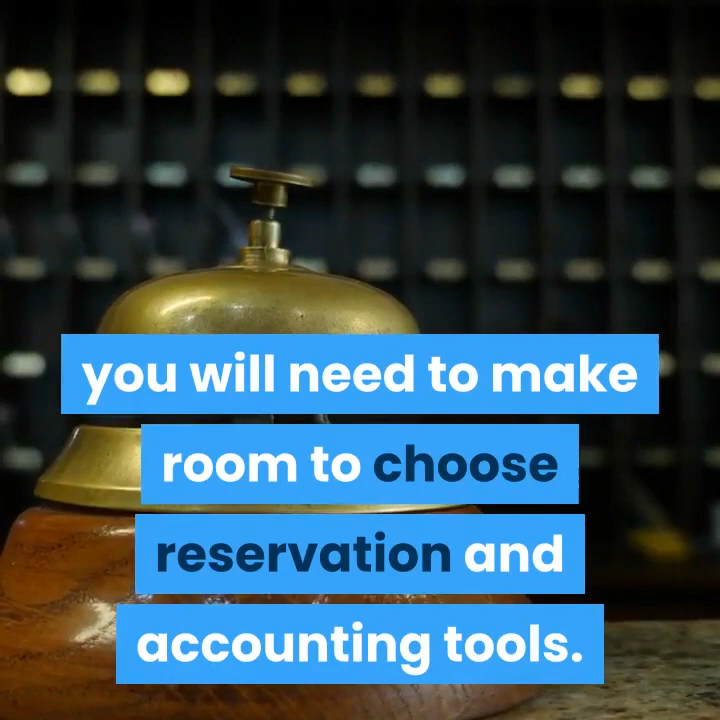 you will need to make
room to choose
reservation and
accounting tools.